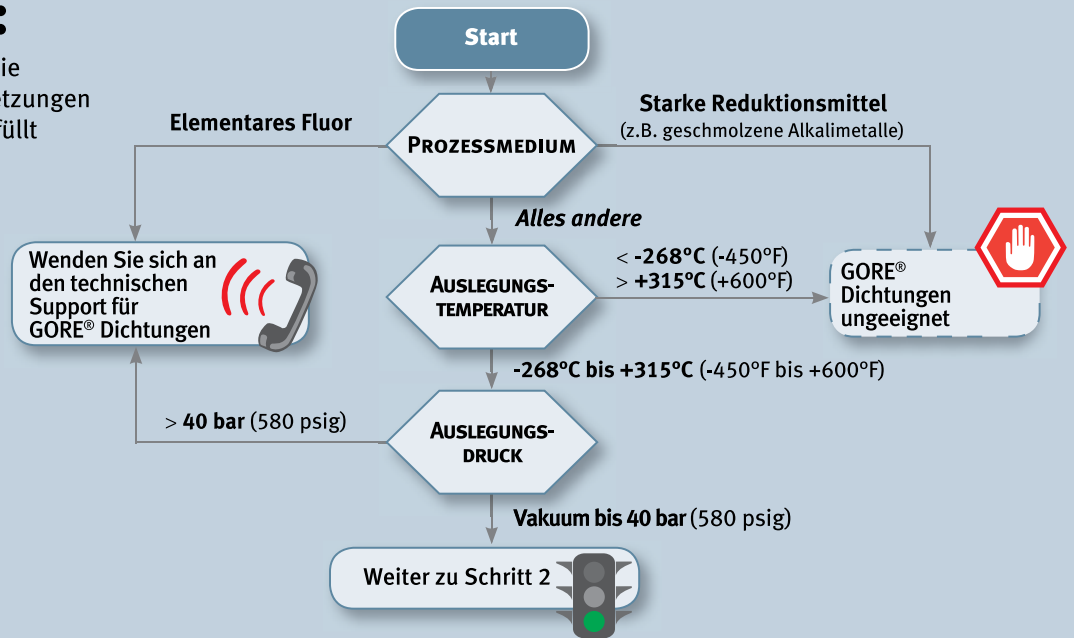 Start
Elementares Fluor
PROZESSMEDIUM
Starke Reduktionsmittel
(z.B. geschmolzene Alkalimetalle)
Alles andere
Wenden Sie sich an
den technischen
Support für
GORE® Dichtungen
AUSLEGUNGS-
TEMPERATUR
< -268°C (-450°F)
> +315°C (+600°F)
GORE®
Dichtungen
ungeeignet
-268°C bis +315°C (-450°F bis +600°F)
> 40 bar (580 psig)
AUSLEGUNGS-
DRUCK
Vakuum bis 40 bar (580 psig)
Weiter zu Schritt 2